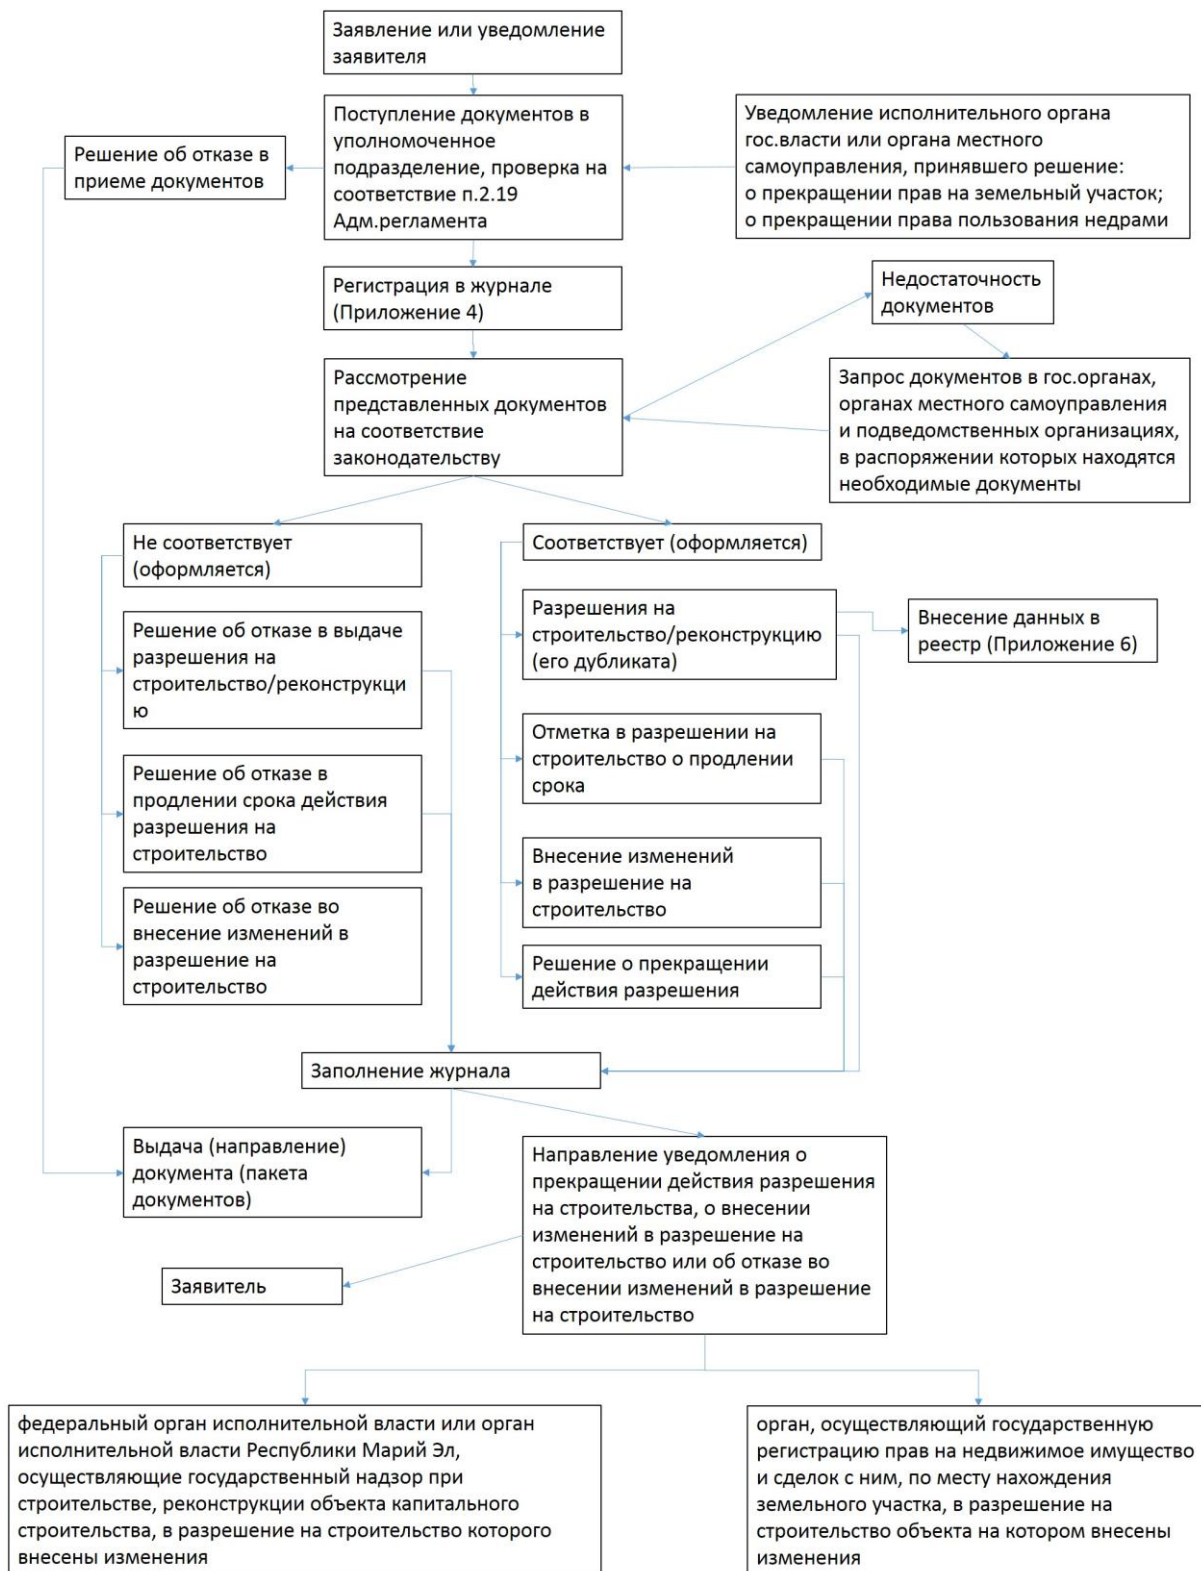 Заявление или уведомление
заявителя
Поступление документов в
уполномоченное
подразделение, проверка на
соответствие п.2.19
Адм.регламента
Уведомление исполнительного органа
гос.власти или органа местного
самоуправления, принявшего решение:
о прекращении прав на земельный участок;
о прекращении права пользования недрами
Решение об отказе в
приеме документов
Регистрация в журнале
(Приложение 4)
Недостаточность
документов
Рассмотрение
представленных документов
на соответствие
законодательству
Запрос документов в гос.органах,
органах местного самоуправления
и подведомственных организациях,
в распоряжении которых находятся
необходимые документы
Не соответствует
(оформляется)
Соответствует (оформляется)
Решение об отказе в выдаче
разрешения на
строительство/реконструкци
ю
Разрешения на
строительство/реконструкцию
(его дубликата)
Внесение данных в
реестр (Приложение 6)
Отметка в разрешении на
строительство о продлении
срока
Решение об отказе в
продлении срока действия
разрешения на
строительство
Внесение изменений
в разрешение на
строительство
Решение об отказе во
внесение изменений в
разрешение на
строительство
Решение о прекращении
действия разрешения
Заполнение журнала
Выдача (направление)
документа (пакета
документов)
Направление уведомления о
прекращении действия разрешения
на строительства, о внесении
изменений в разрешение на
строительство или об отказе во
внесении изменений в разрешение
на строительство
Заявитель
федеральный орган исполнительной власти или орган
исполнительной власти Республики Марий Эл,
осуществляющие государственный надзор при
строительстве, реконструкции объекта капитального
строительства, в разрешение на строительство которого
внесены изменения
орган, осуществляющий государственную
регистрацию прав на недвижимое имущество
и сделок с ним, по месту нахождения
земельного участка, в разрешение на
строительство объекта на котором внесены
изменения